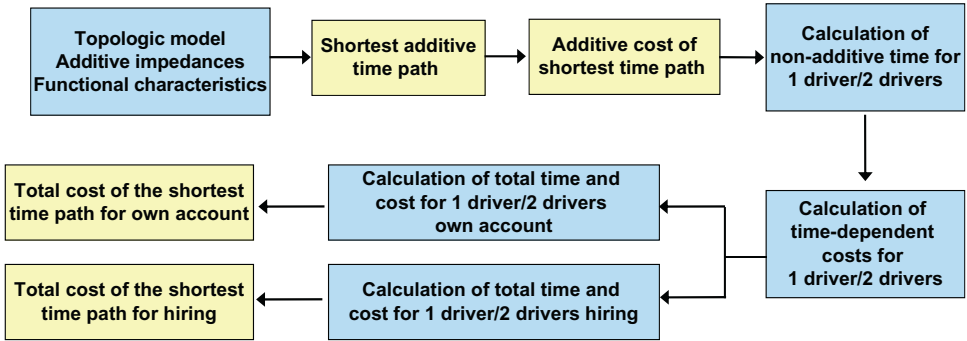 Topologic model
Additive impedances
Functional characteristics
Shortest additive
time path
Additive cost of
shortest time path
Calculation of
non-additive time for
1 driver/2 drivers
Calculation of
time-dependent
costs for
1 driver/2 drivers
Calculation of total time and
cost for 1 driver/2 drivers
own account
Total cost of the shortest
time path for own account
Calculation of total time and
cost for 1 driver/2 drivers hiring
Total cost of the shortest
time path for hiring